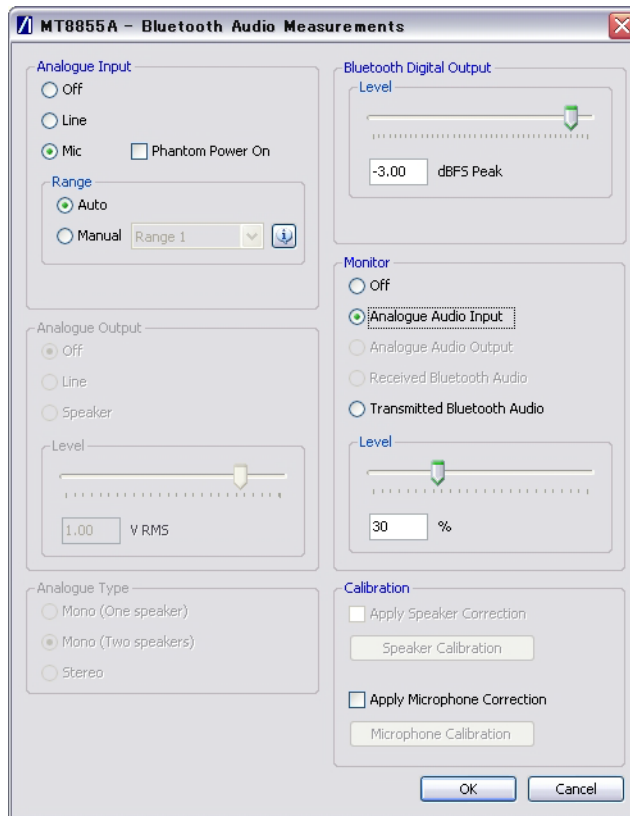 MT8855A - Bluetooth Audio Measurements
Analogue Input
Off
Line
Mic
Phantom Power On
Range
Auto
Manual
Range 1
Analogue Output
Off
Line
Speaker
Level
1.00
V RMS
Analogue Type
Mono (One speaker)
Mono (Two speakers)
Stereo
Bluetooth Digital Output
Level
-3.00
dBFS Peak
Monitor
Off
Analogue Audio Input
Analogue Audio Output
Received Bluetooth Audio
Transmitted Bluetooth Audio
Level
30
%
Calibration
Apply Speaker Correction
Speaker Calibration
Apply Microphone Correction
Microphone Calibration
OK
Cancel